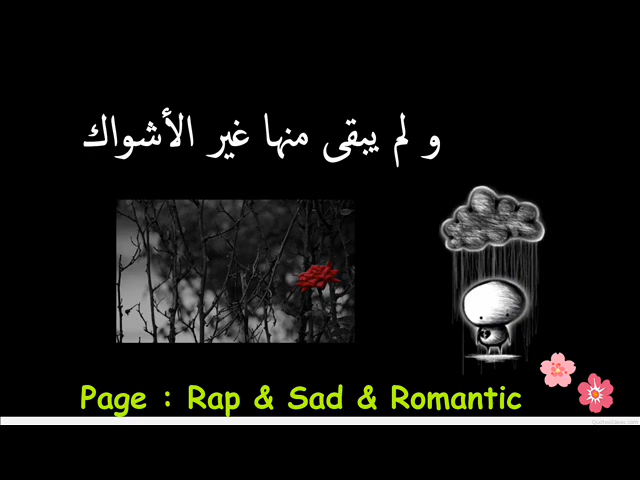 و لم يبقى منها غير الأشواك
Page : Rap & Sad & Romantic